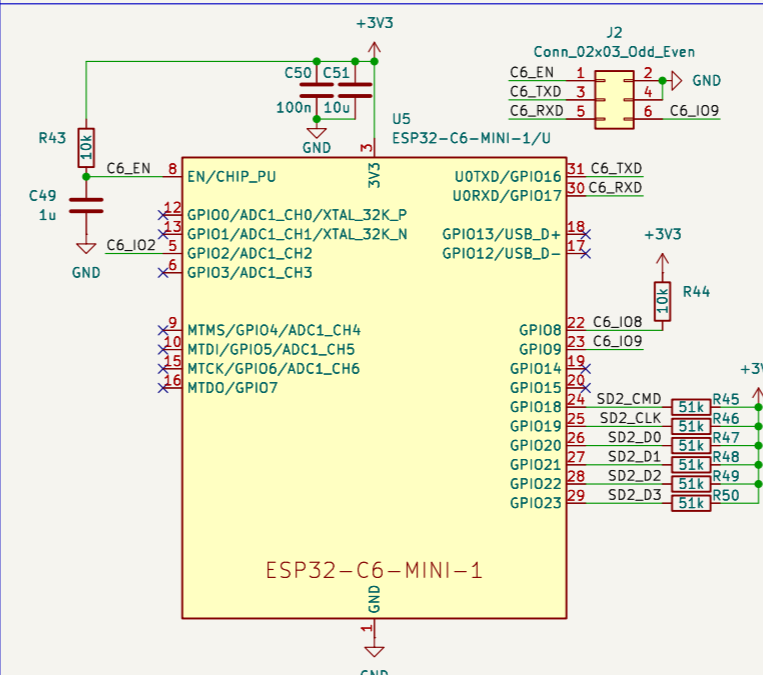 +3V3
J2
Conn_02x03_Odd_Even
C6_EN 1 2 GND
C6_TXD 3 4
C6_RXD 5 6 C6_IO9
C50 C51
100n 10u
GND
R43
10k
U5
ESP32-C6-MINI-1/U
3
3V3
C6_EN 8 EN/CHIP_PU
C49
1u
GND
12 GPIO0/ADC1_CH0/XTAL_32K_P
13 GPIO1/ADC1_CH1/XTAL_32K_N
C6_IO2 5 GPIO2/ADC1_CH2
6 GPIO3/ADC1_CH3
9 MTMS/GPIO4/ADC1_CH4
10 MTDI/GPIO5/ADC1_CH5
15 MTCK/GPIO6/ADC1_CH6
16 MTDO/GPIO7
U0TXD/GPIO16 31 C6_TXD
U0RXD/GPIO17 30 C6_RXD
GPIO13/USB_D+ 18
GPIO12/USB_D- 17
+3V3
10k
R44
GPIO8 22 C6_IO8
GPIO9 23 C6_IO9
GPIO14 19
GPIO15 20
+3V
GPIO18 24 SD2_CMD 51k R45
GPIO19 25 SD2_CLK 51k R46
GPIO20 26 SD2_D0 51k R47
GPIO21 27 SD2_D1 51k R48
GPIO22 28 SD2_D2 51k R49
GPIO23 29 SD2_D3 51k R50
ESP32-C6-MINI-1
GND
1
GND